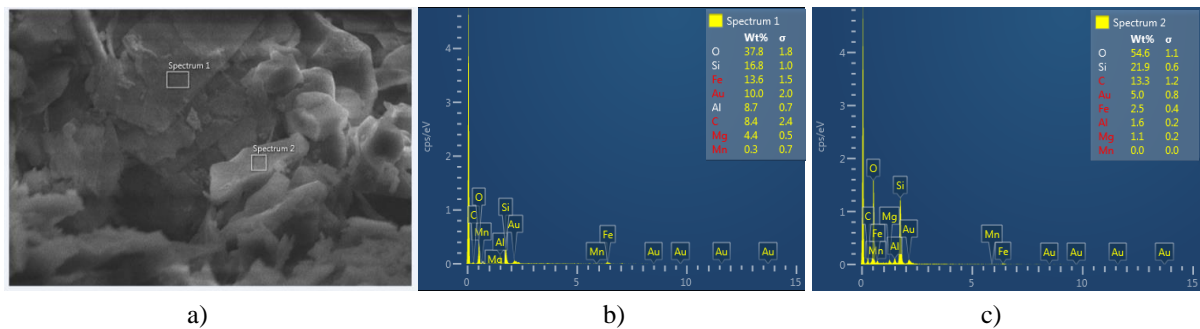 Spectrum 1
Spectrum 2
a)
Spectrum 1
Wt% σ
O 37.8 1.8
Si 16.8 1.0
Fe 13.6 1.5
Au 10.0 2.0
Al 8.7 0.7
C 8.4 2.4
Mg 4.4 0.5
Mn 0.3 0.7
cps/eV
4
3
2
1
0
O
C
Si
Au
Mn
Al
Mg
Fe
Mn
Au
Au
Au
Au
0 5 10 15
b)
Spectrum 2
Wt% σ
O 54.6 1.1
Si 21.9 0.6
C 13.3 1.2
Au 5.0 0.8
Fe 2.5 0.4
Al 1.6 0.2
Mg 1.1 0.2
Mn 0.0 0.0
cps/eV
4
3
2
1
0
O
Si
C
Mg
Fe
Au
Mn
Al
Mn
Fe
Au
Au
Au
Au
0 5 10 15
c)